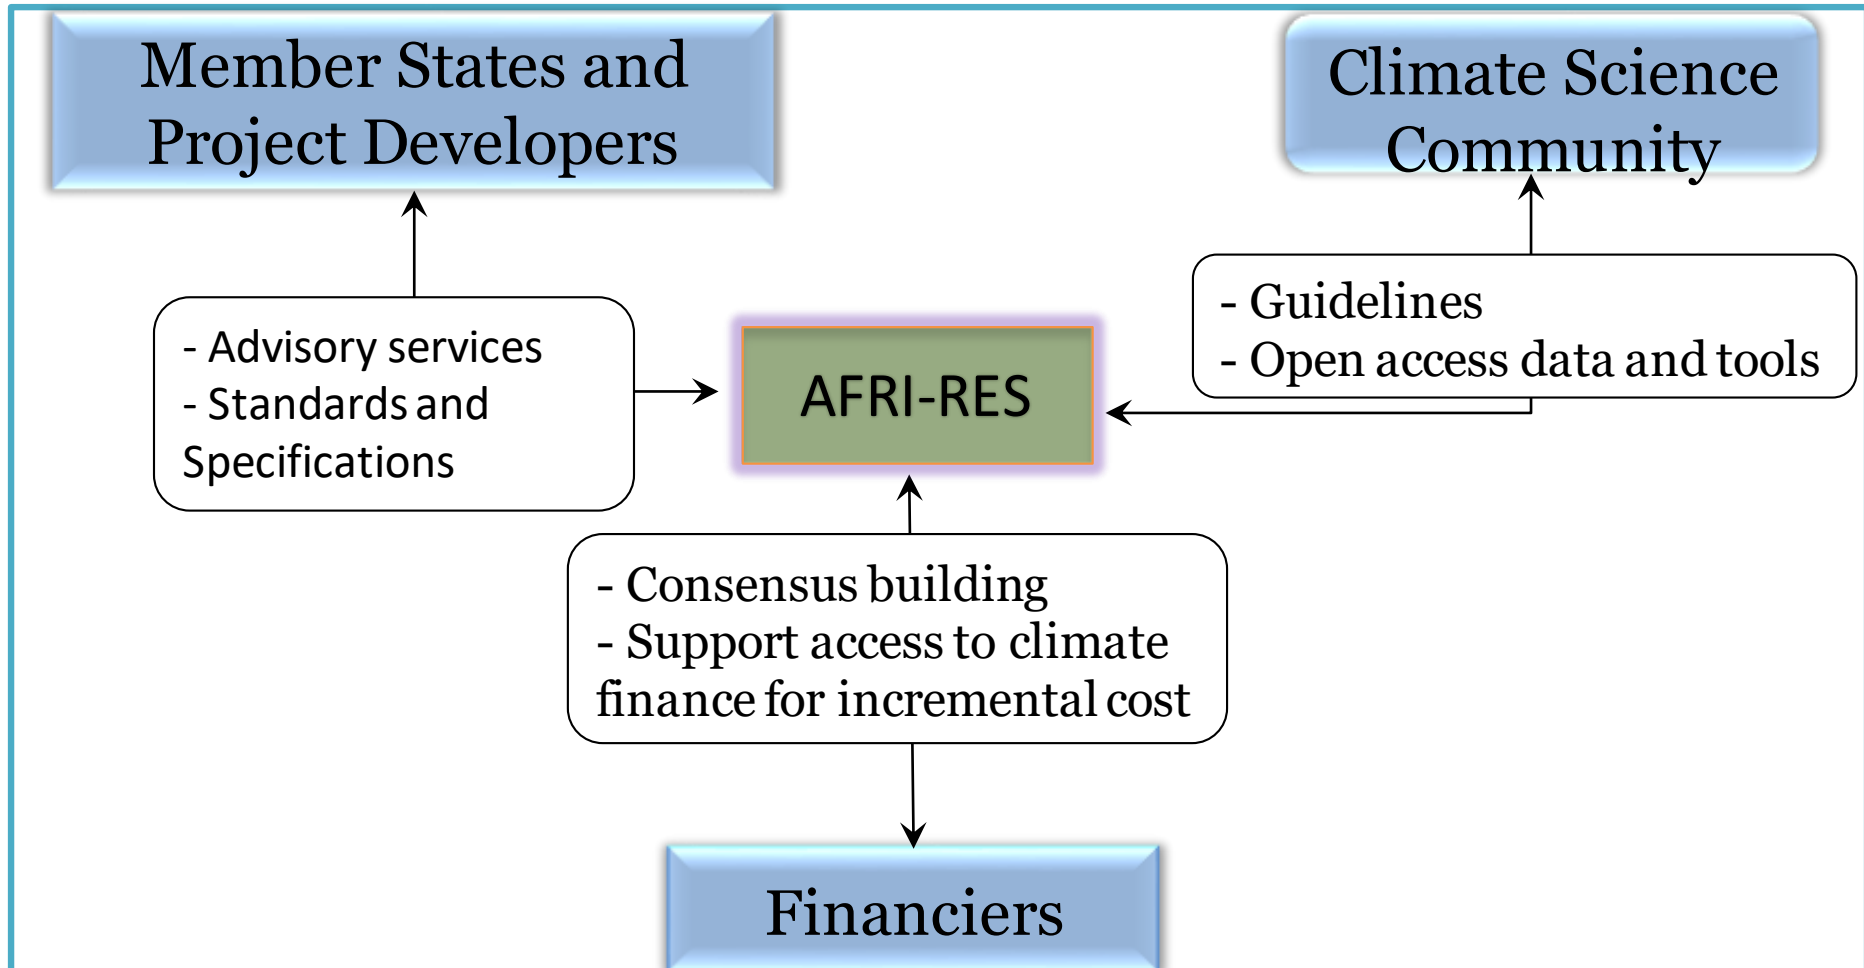 Member States and
Project Developers
Climate Science
Community
- Advisory services
- Standards and
Specifications
AFRI-RES
- Guidelines
- Open access data and tools
- Consensus building
- Support access to climate
finance for incremental cost
Financiers